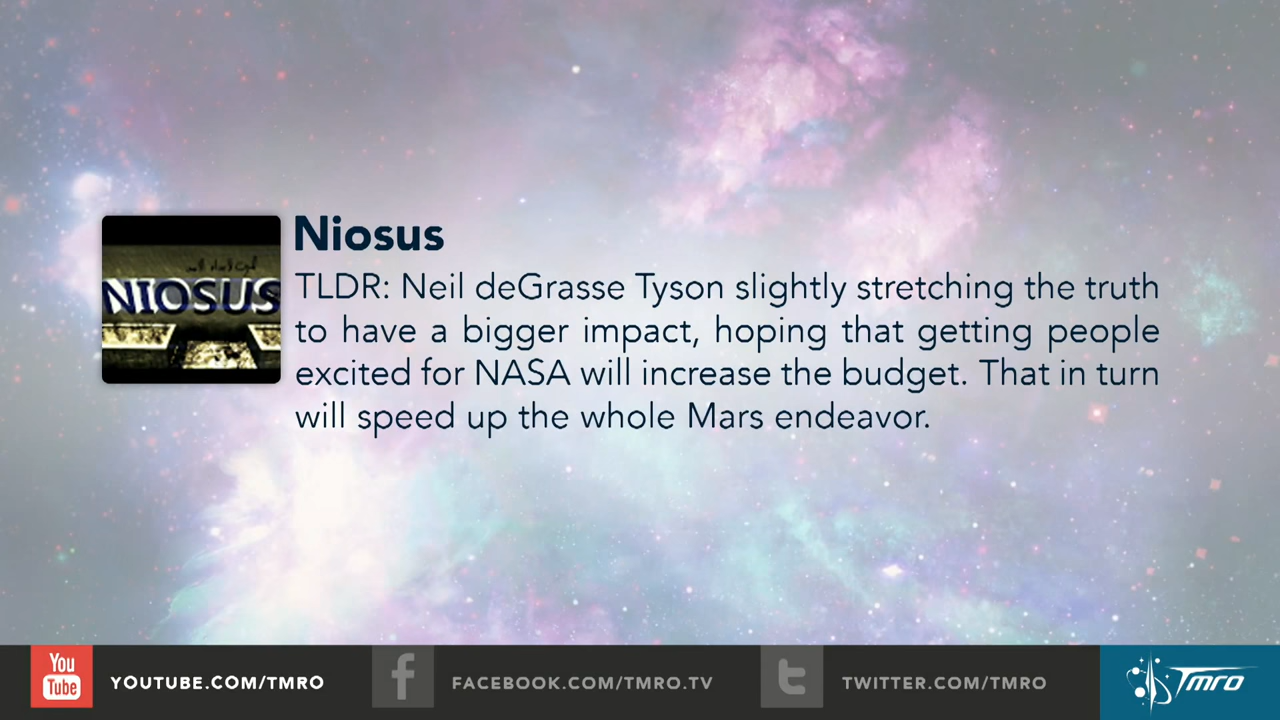 Niosus
NIOSUS
TLDR: Neil deGrasse Tyson slightly stretching the truth
to have a bigger impact, hoping that getting people
excited for NASA will increase the budget. That in turn
will speed up the whole Mars endeavor.
You
Tube
YOUTUBE.COM/TMRO
f
FACEBOOK.COM/TMRO.TV
t
TWITTER.COM/TMRO
Tmro